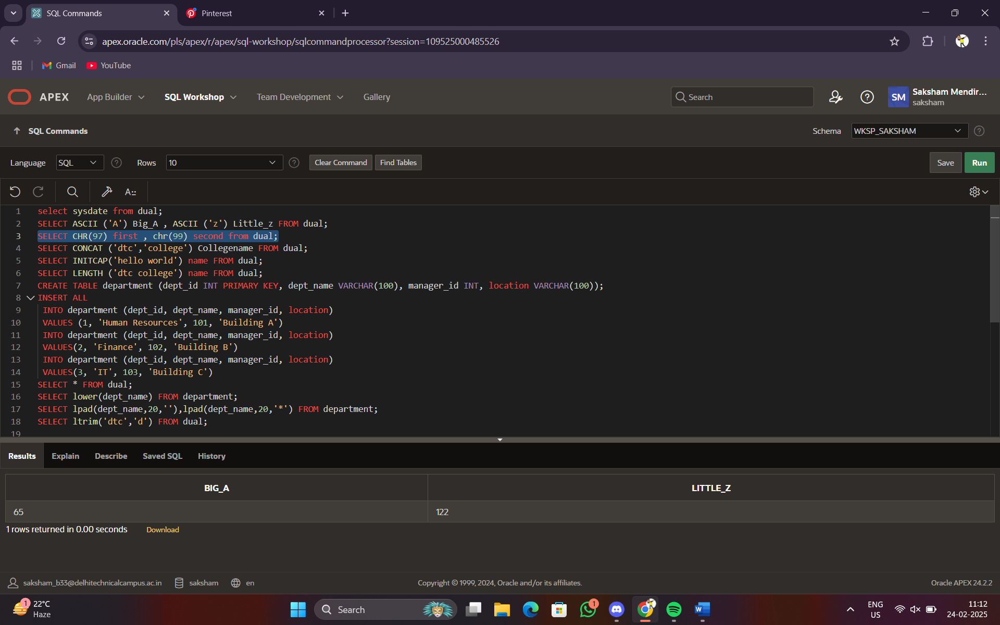 SQL Commands
Pinterest
apex.oracle.com/pls/apex/r/apex/sql-workshop/sqlcommandprocessor?session=109525000485526
Gmail
YouTube
APEX
App Builder
SQL Workshop
Team Development
Gallery
Search
SM
Saksham Mendir...
saksham
SQL Commands
Schema
WKSP_SAKSHAM
Language
SQL
Rows
10
Clear Command
Find Tables
Save
Run
1 select sysdate from dual;
2 SELECT ASCII ('A') Big_A , ASCII ('z') Little_z FROM dual;
3 SELECT CHR(97) first , chr(99) second from dual;
4 SELECT CONCAT ('dtc','college') Collegename FROM dual;
5 SELECT INITCAP('hello world') name FROM dual;
6 SELECT LENGTH ('dtc college') name FROM dual;
7 CREATE TABLE department (dept_id INT PRIMARY KEY, dept_name VARCHAR(100), manager_id INT, location VARCHAR(100));
8 INSERT ALL
9 INTO department (dept_id, dept_name, manager_id, location)
10 VALUES (1, 'Human Resources', 101, 'Building A')
11 INTO department (dept_id, dept_name, manager_id, location)
12 VALUES(2, 'Finance', 102, 'Building B')
13 INTO department (dept_id, dept_name, manager_id, location)
14 VALUES(3, 'IT', 103, 'Building C')
15 SELECT * FROM dual;
16 SELECT lower(dept_name) FROM department;
17 SELECT lpad(dept_name,20,''),lpad(dept_name,20,'*') FROM department;
18 SELECT ltrim('dtc','d') FROM dual;
19
Results
Explain
Describe
Saved SQL
History
BIG_A
LITTLE_Z
65
122
1 rows returned in 0.00 seconds
Download
saksham_b33@delhitechnicalcampus.ac.in
saksham
en
Copyright © 1999, 2024, Oracle and/or its affiliates.
Oracle APEX 24.2.2
1
22°C
Haze
Search
1
W
ENG
US
11:12
24-02-2025